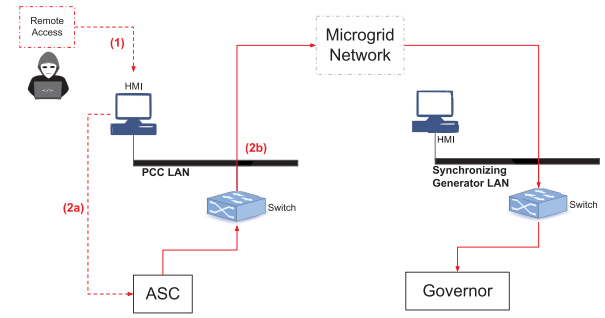 Remote
Access
(1)
Microgrid
Network
HMI
</>
HMI
(2b)
PCC LAN
Synchronizing
Generator LAN
(2a)
Switch
Switch
ASC
Governor